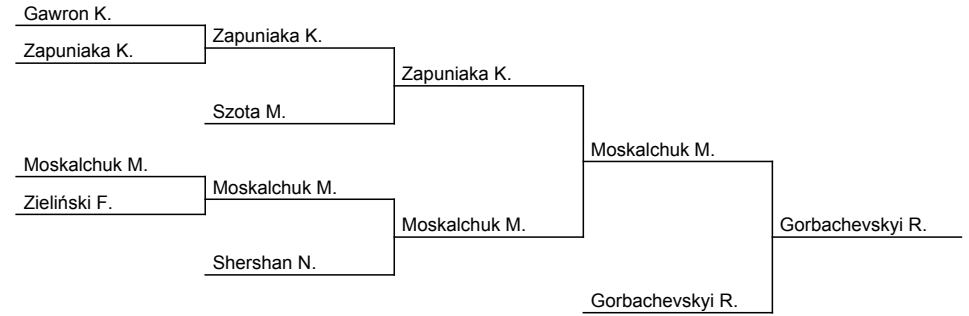 Gawron K.
Zapuniaka K.
Zapuniaka K.
Zapuniaka K.
Szota M.
Moskalchuk M.
Moskalchuk M.
Moskalchuk M.
Zieliński F.
Moskalchuk M.
Gorbachevskyi R.
Shershan N.
Gorbachevskyi R.